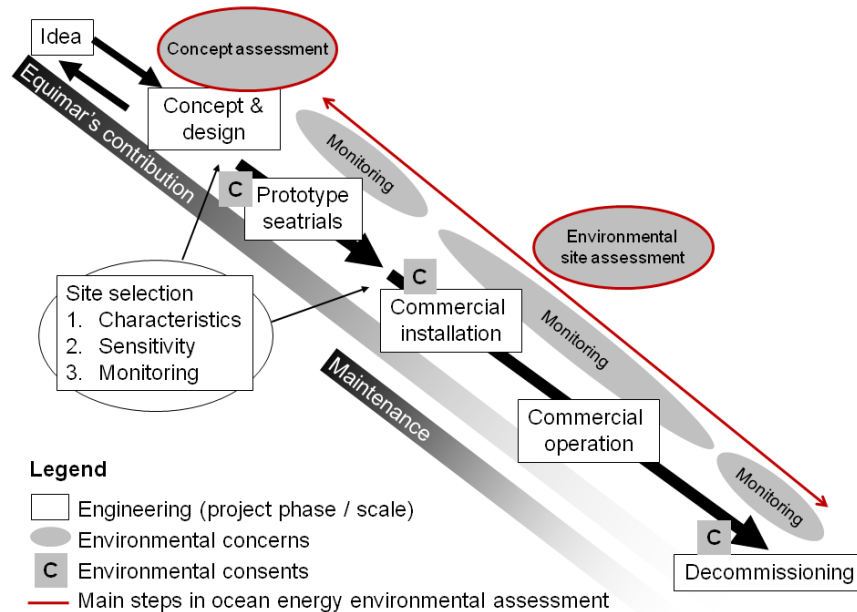 Idea
Concept assessment
Concept &
design
Equimar's contribution
Monitoring
C
Prototype
seatrials
Environmental
site assessment
C
Site selection
1. Characteristics
2. Sensitivity
3. Monitoring
Commercial
installation
Monitoring
Maintenance
Commercial
operation
Monitoring
C
Decommissioning
Legend
Engineering (project phase / scale)
Environmental concerns
C Environmental consents
Main steps in ocean energy environmental assessment